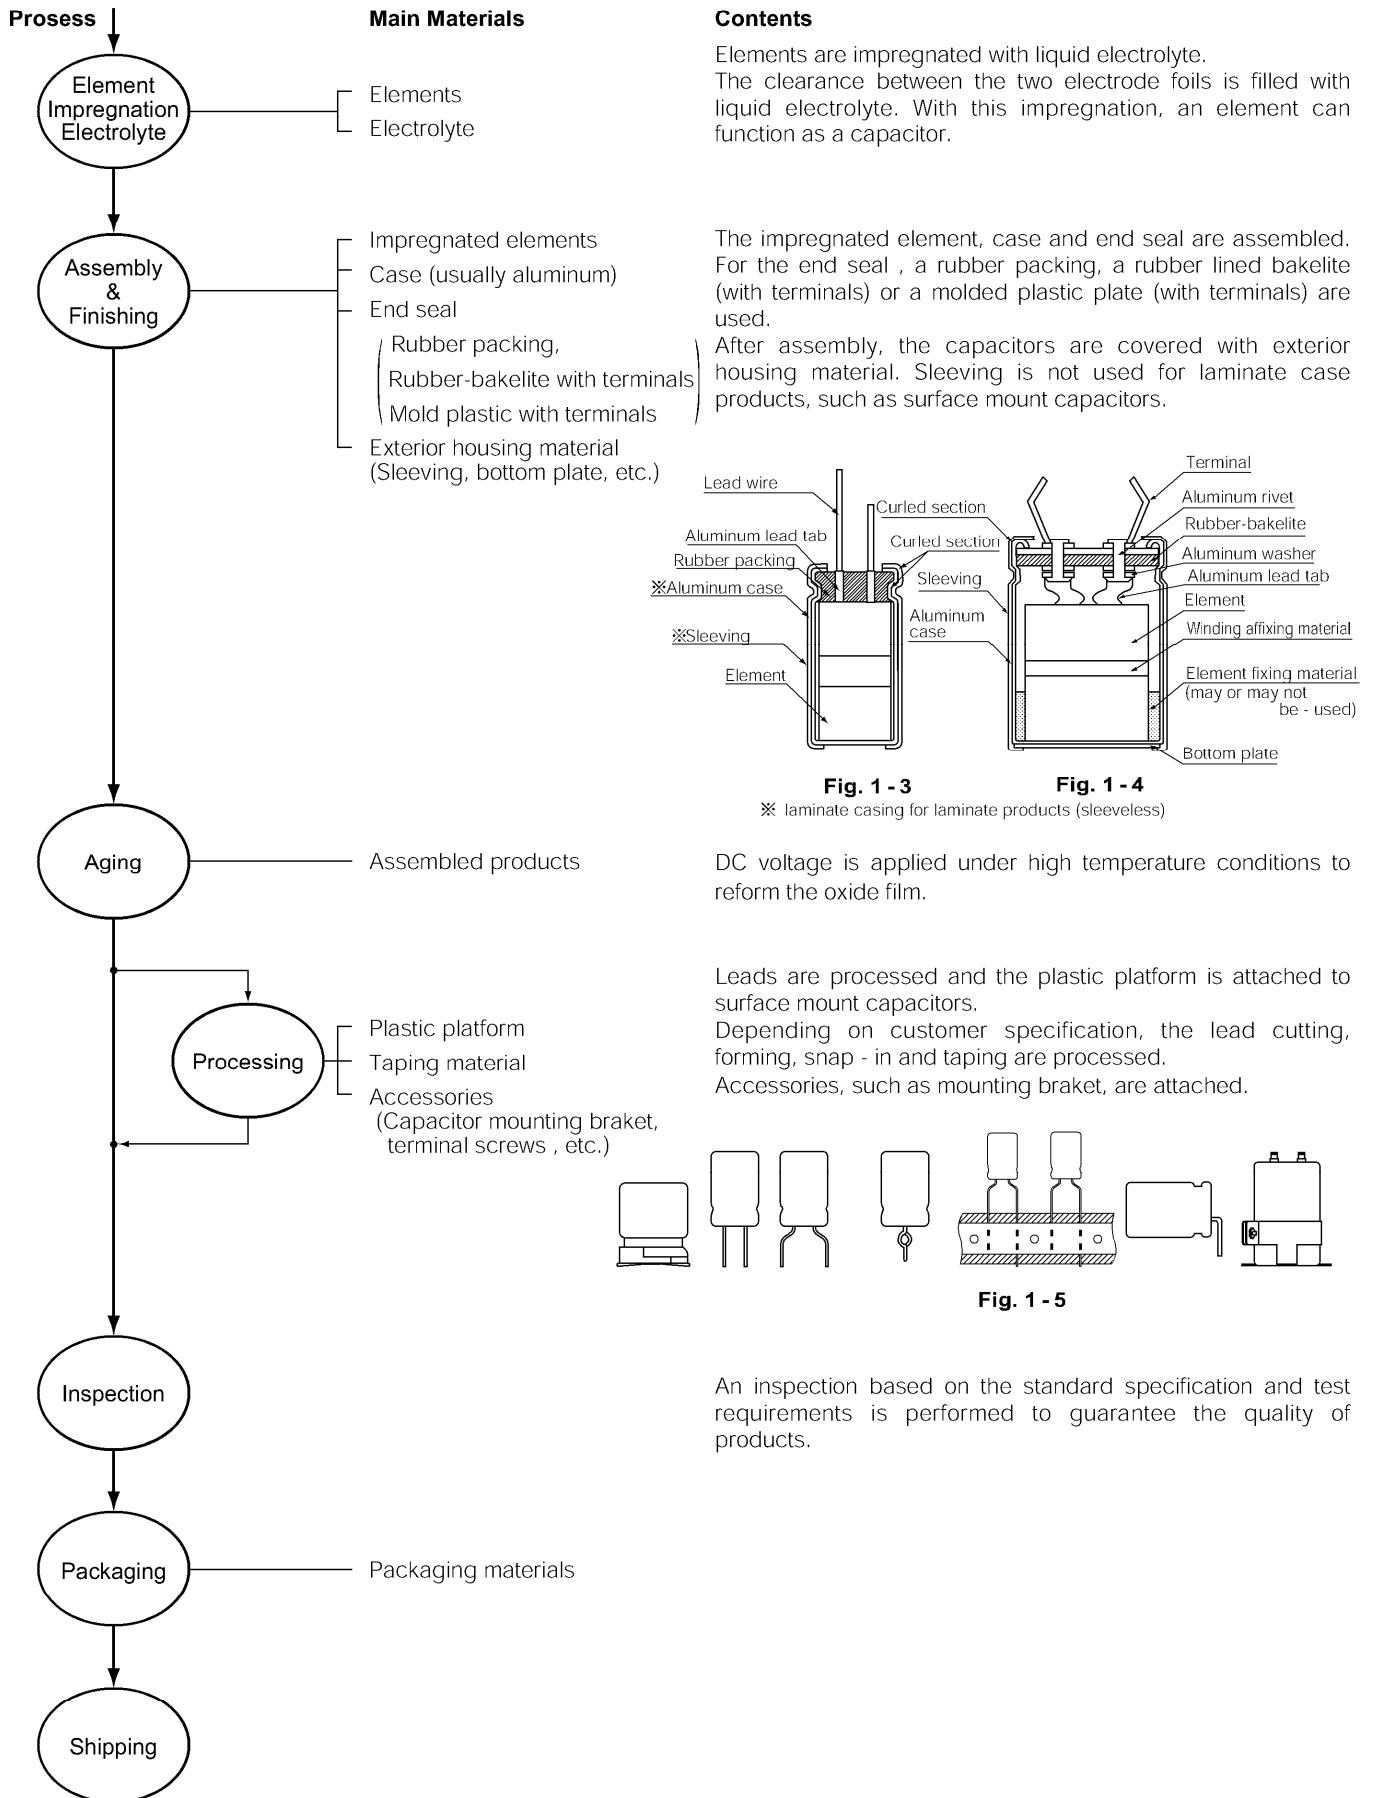 Prosess
Main Materials
Contents
Element
Impregnation
Electrolyte
Elements
Electrolyte
Elements are impregnated with liquid electrolyte.
The clearance between the two electrode foils is filled with
liquid electrolyte. With this impregnation, an element can
function as a capacitor.
Assembly
&
Finishing
Impregnated elements
Case (usually aluminum)
End seal
Rubber packing,
Rubber-bakelite with terminals
Mold plastic with terminals
Exterior housing material
(Sleeving, bottom plate, etc.)
The impregnated element, case and end seal are assembled.
For the end seal , a rubber packing, a rubber lined bakelite
(with terminals) or a molded plastic plate (with terminals) are
used.
After assembly, the capacitors are covered with exterior
housing material. Sleeving is not used for laminate case
products, such as surface mount capacitors.
Lead wire
Aluminum lead tab
Rubber packing
※Aluminum case
※Sleeving
Element
Curled section
Curled section
Sleeving
Aluminum
case
Terminal
Aluminum rivet
Rubber-bakelite
Aluminum washer
Aluminum lead tab
Element
Winding affixing material
Element fixing material
(may or may not
be - used)
Bottom plate
Fig. 1 - 3
Fig. 1 - 4
※ laminate casing for laminate products (sleeveless)
Aging
Assembled products
DC voltage is applied under high temperature conditions to
reform the oxide film.
Processing
Plastic platform
Taping material
Accessories
(Capacitor mounting braket,
terminal screws , etc.)
Leads are processed and the plastic platform is attached to
surface mount capacitors.
Depending on customer specification, the lead cutting,
forming, snap - in and taping are processed.
Accessories, such as mounting braket, are attached.
Fig. 1 - 5
Inspection
An inspection based on the standard specification and test
requirements is performed to guarantee the quality of
products.
Packaging
Packaging materials
Shipping